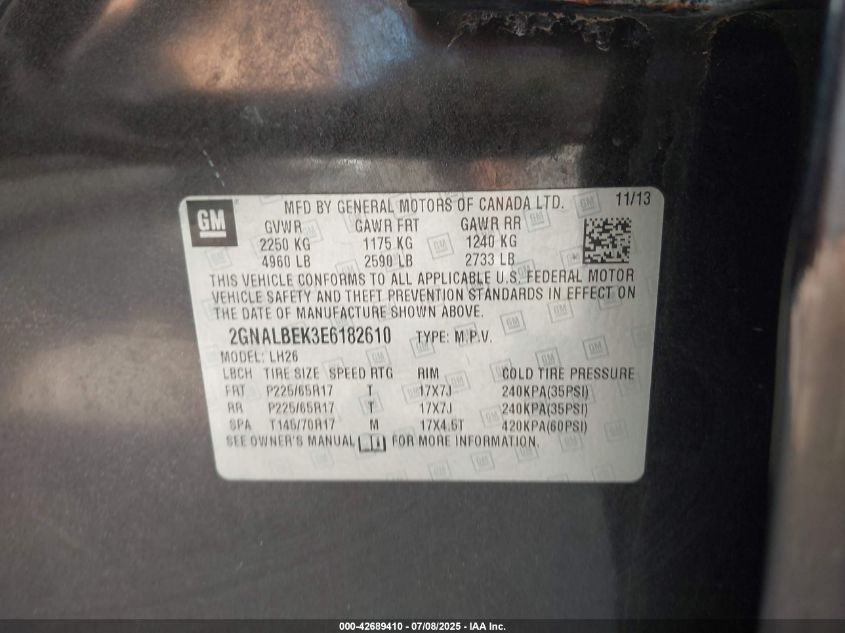 GM
MFD BY GENERAL MOTORS OF CANADA LTD. 11/13
GVWR GAWR FRT GAWR RR
2250 KG 1175 KG 1240 KG
4960 LB 2590 LB 2733 LB
THIS VEHICLE CONFORMS TO ALL APPLICABLE U.S. FEDERAL MOTOR
VEHICLE SAFETY AND THEFT PREVENTION STANDARDS IN EFFECT ON
THE DATE OF MANUFACTURE SHOWN ABOVE.
2GNALBEK3E6182610 TYPE: M.P.V.
MODEL: LH26
LBCH TIRE SIZE SPEED RTG RIM COLD TIRE PRESSURE
FRT P225/65R17 T 17X7J 240KPA(35PSI)
RR P225/65R17 T 17X7J 240KPA(35PSI)
SPA T145/70R17 M 17X4.5T 420KPA(60PSI)
SEE OWNER'S MANUAL FOR MORE INFORMATION.
000-42689410 - 07/08/2025 - IAA Inc.